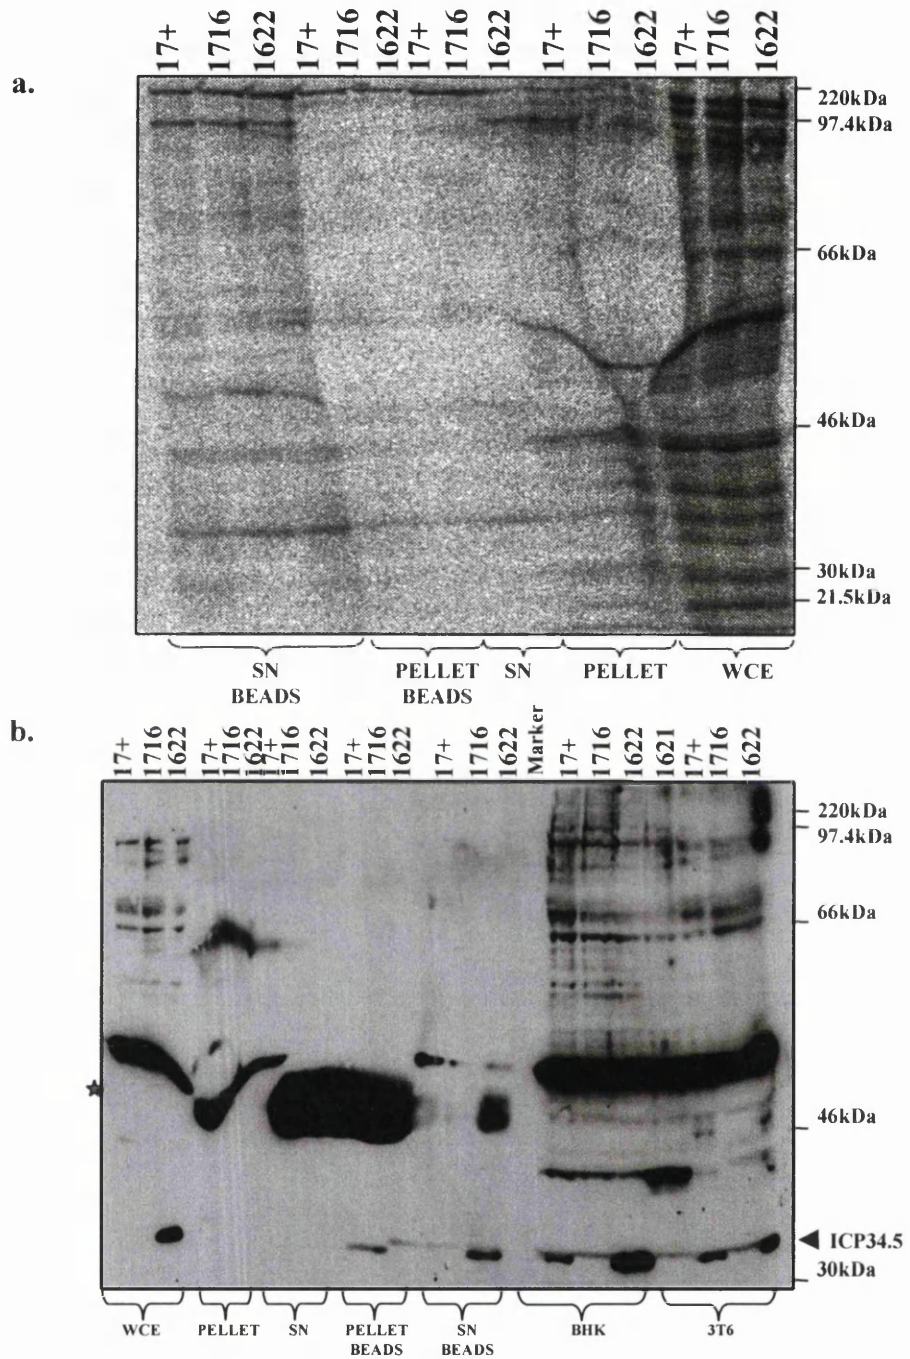 a.
17+ 1716 1622 17+ 1716 1622 17+ 1716 1622 17+ 1716 1622 17+ 1716 1622
220kDa
97.4kDa
66kDa
46kDa
30kDa
21.5kDa
SN BEADS PELLET BEADS SN PELLET WCE
b.
17+ 1716 1622 17+ 1716 1622 17+ 1716 1622 17+ 1716 1622 17+ 1716 1622 Marker 17+ 1716 1622 1621 17+ 1716 1622
220kDa
97.4kDa
66kDa
46kDa
ICP34.5
30kDa
WCE PELLET SN PELLET BEADS SN BEADS BHK 3T6